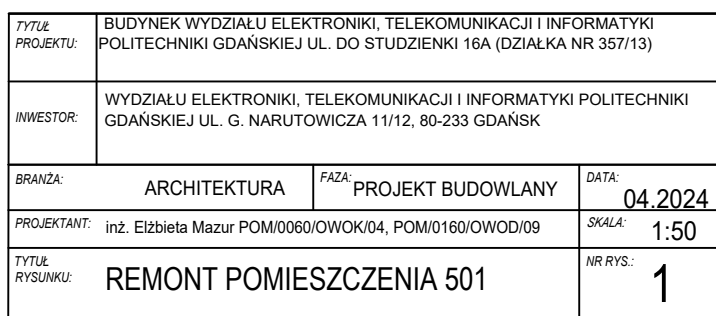 TYTUŁ PROJEKTU: BUDYNEK WYDZIAŁU ELEKTRONIKI, TELEKOMUNIKACJI I INFORMATYKI
POLITECHNIKI GDAŃSKIEJ UL. DO STUDZIENKI 16A (DZIAŁKA NR 357/13)
INWESTOR: WYDZIAŁU ELEKTRONIKI, TELEKOMUNIKACJI I INFORMATYKI POLITECHNIKI
GDAŃSKIEJ UL. G. NARUTOWICZA 11/12, 80-233 GDAŃSK
BRANŻA: ARCHITEKTURA FAZA: PROJEKT BUDOWLANY DATA: 04.2024
PROJEKTANT: inż. Elżbieta Mazur POM/0060/OWOK/04, POM/0160/OWOD/09 SKALA: 1:50
TYTUŁ RYSUNKU: REMONT POMIESZCZENIA 501 NR RYS.: 1